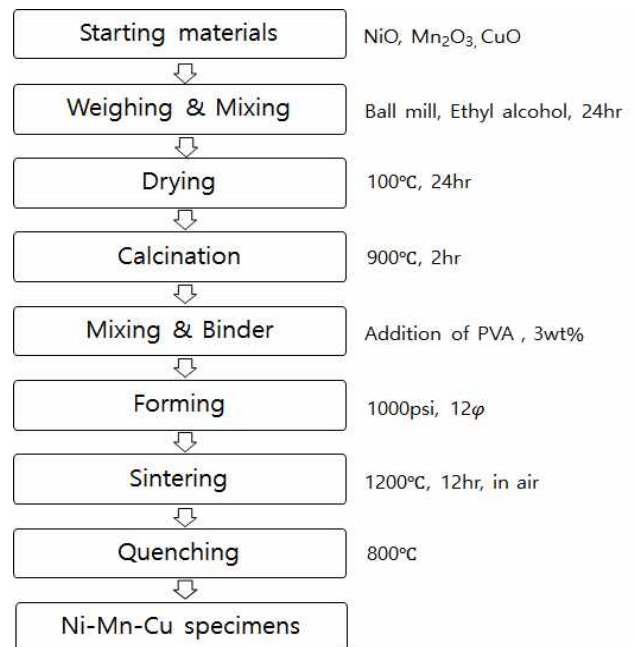 Starting materials NiO, Mn₂O₃, CuO
Weighing & Mixing Ball mill, Ethyl alcohol, 24hr
Drying 100℃, 24hr
Calcination 900℃, 2hr
Mixing & Binder Addition of PVA , 3wt%
Forming 1000psi, 12φ
Sintering 1200℃, 12hr, in air
Quenching 800℃
Ni-Mn-Cu specimens